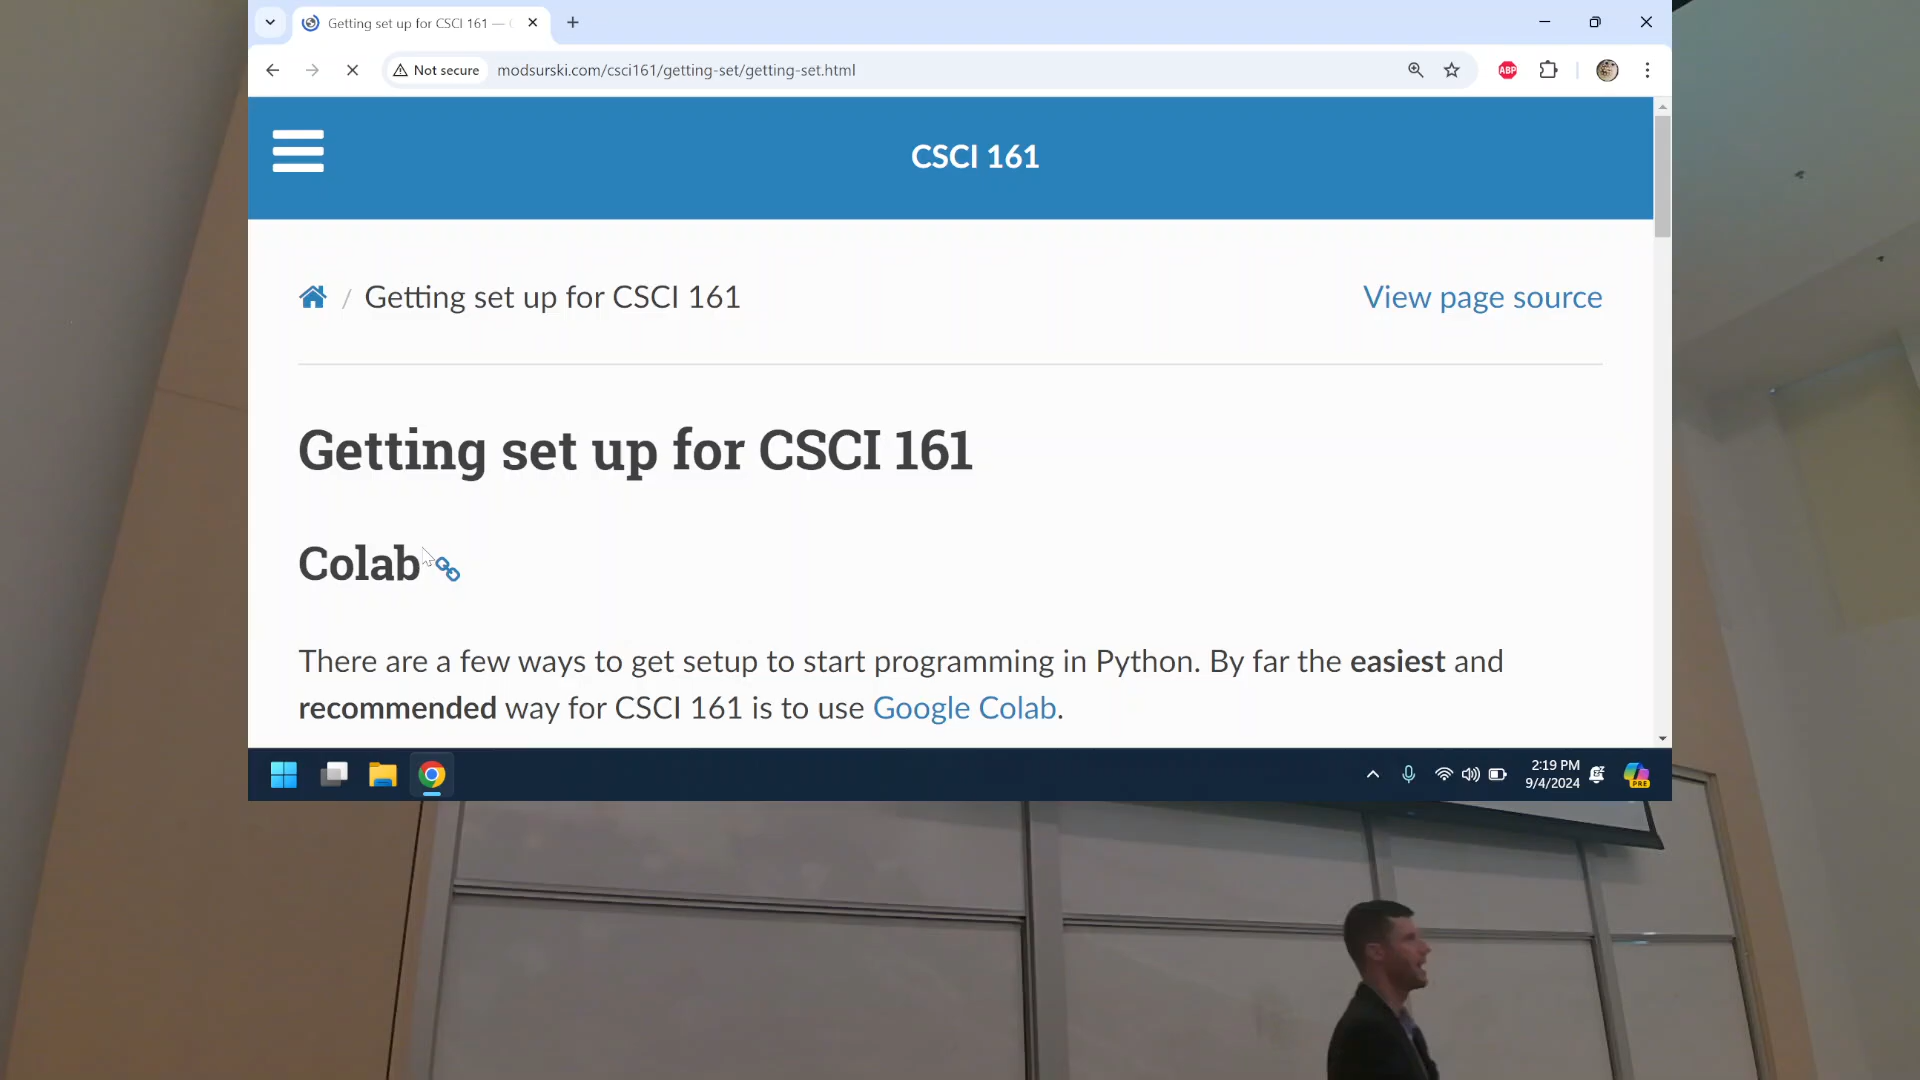 Getting set up for CSCI 161 —
Not secure
modsurski.com/csci161/getting-set/getting-set.html
ABP
CSCI 161
/ Getting set up for CSCI 161
View page source
Getting set up for CSCI 161
Colab
There are a few ways to get setup to start programming in Python. By far the easiest and
recommended way for CSCI 161 is to use Google Colab.
2:19 PM
9/4/2024
PRE